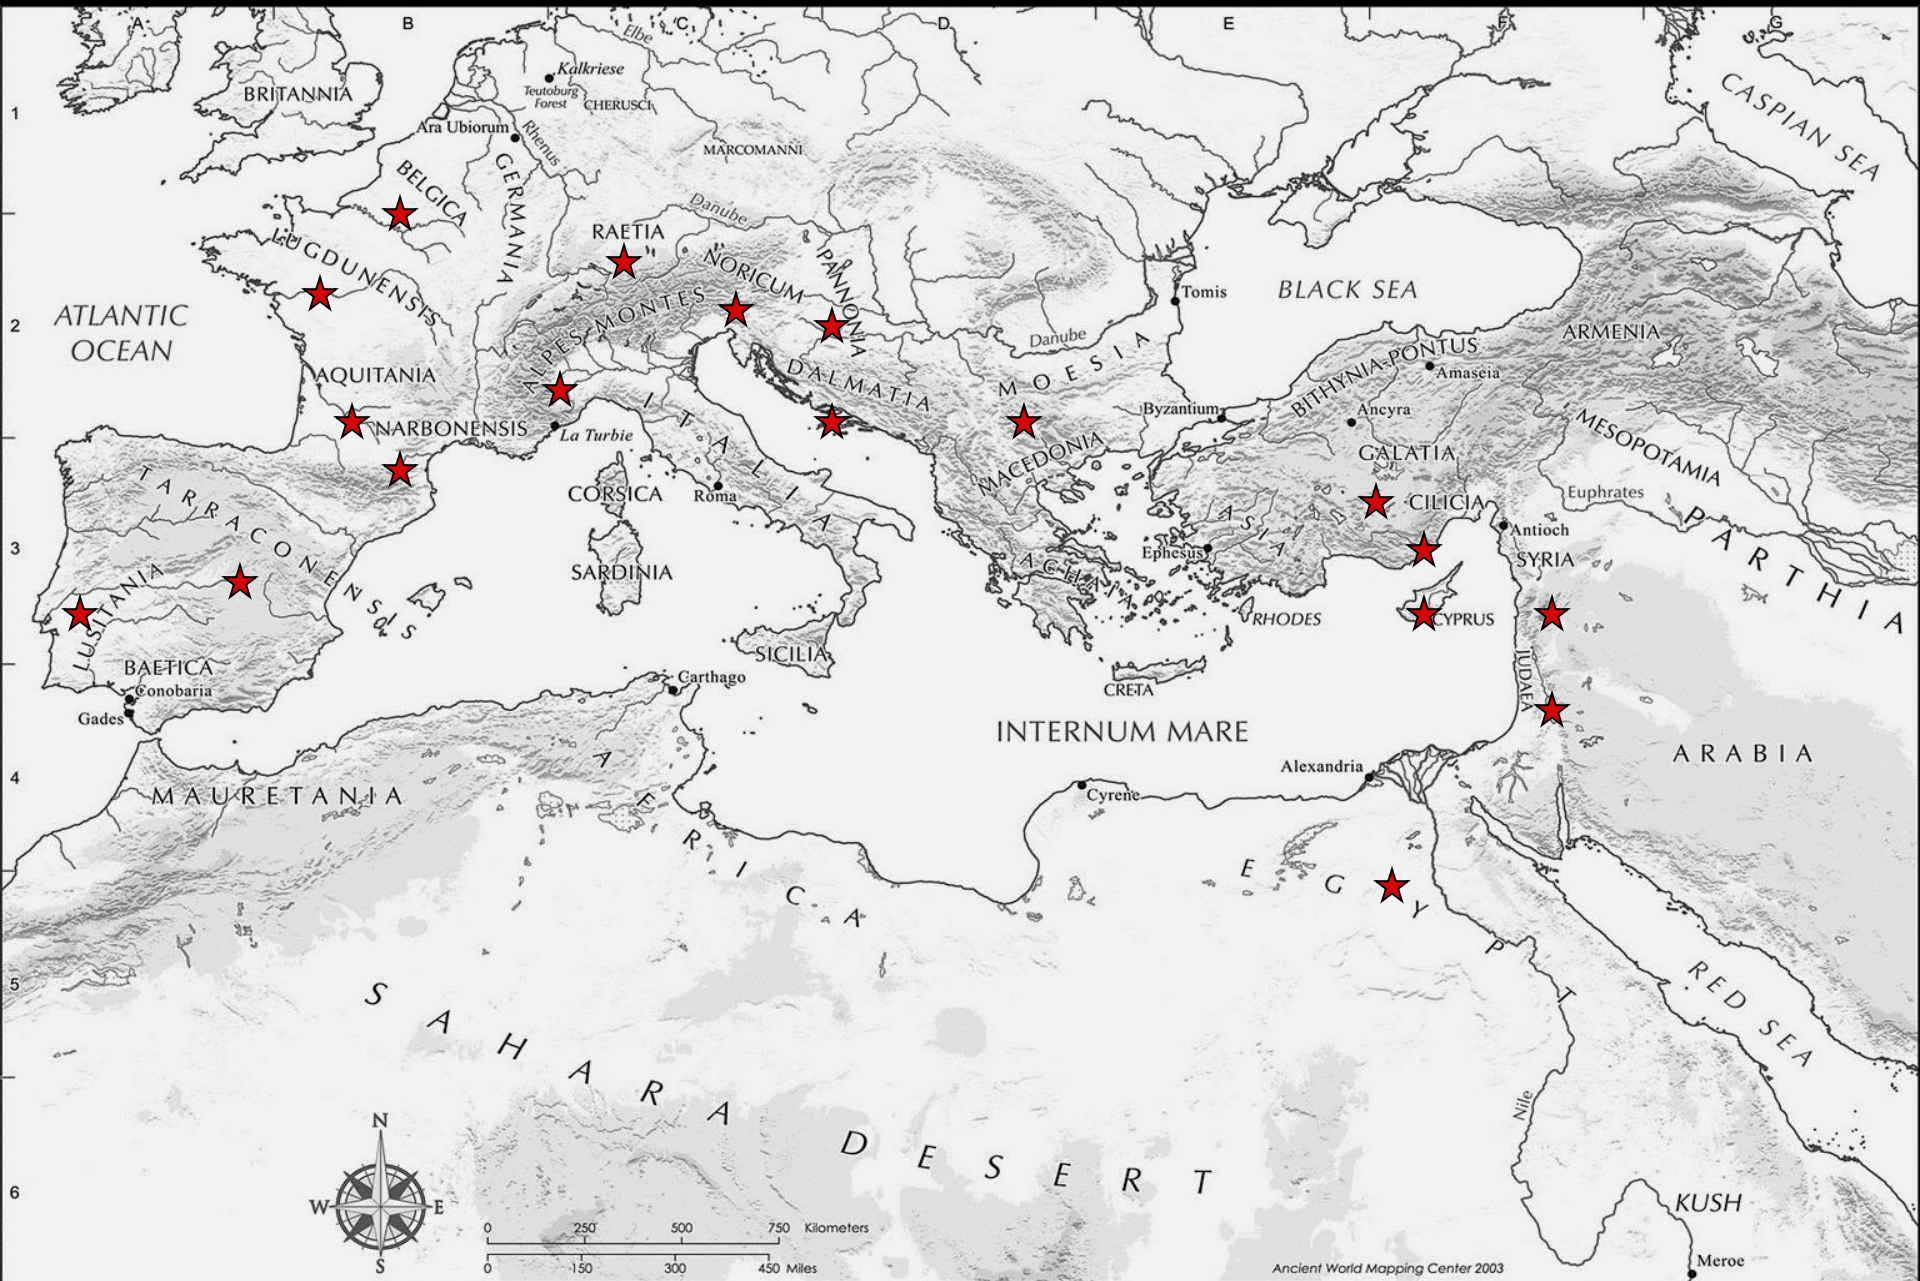 A
B
C
D
E
F
G
1
2
3
4
5
6
BRITANNIA
Elbe
Kalkriese
Teutoburg
Forest
CHERUSCI
Ara Ubiorum
Rhenus
MARCOMANNI
CASPIAN SEA
BELGICA
GERMANIA
LUGDUNENSIS
RAETIA
Danube
NORICUM
PANNONIA
ATLANTIC
OCEAN
ALPES MONTES
Tomis
BLACK SEA
Danube
ARMENIA
AQUITANIA
DALMATIA
MOESIA
BITHYNIA-PONTUS
Amaseia
NARBONENSIS
La Turbie
ITALIA
Byzantium
Ancyra
MACEDONIA
GALATIA
MESOPOTAMIA
TARRACONENSIS
CORSICA
Roma
CILICIA
Euphrates
PARTHIA
ASIA
Antioch
Ephesus
SYRIA
SARDINIA
ACHAIA
LUSITANIA
RHODES
CYPRUS
BAETICA
SICILIA
JUDAEA
Conobaria
Gades
Carthago
CRETA
INTERNUM MARE
ARABIA
MAURETANIA
AFRICA
Alexandria
Cyrene
EGYPT
SAHARA DESERT
RED SEA
Nile
KUSH
Meroe
N
W
E
S
0 250 500 750 Kilometers
0 150 300 450 Miles
Ancient World Mapping Center 2003